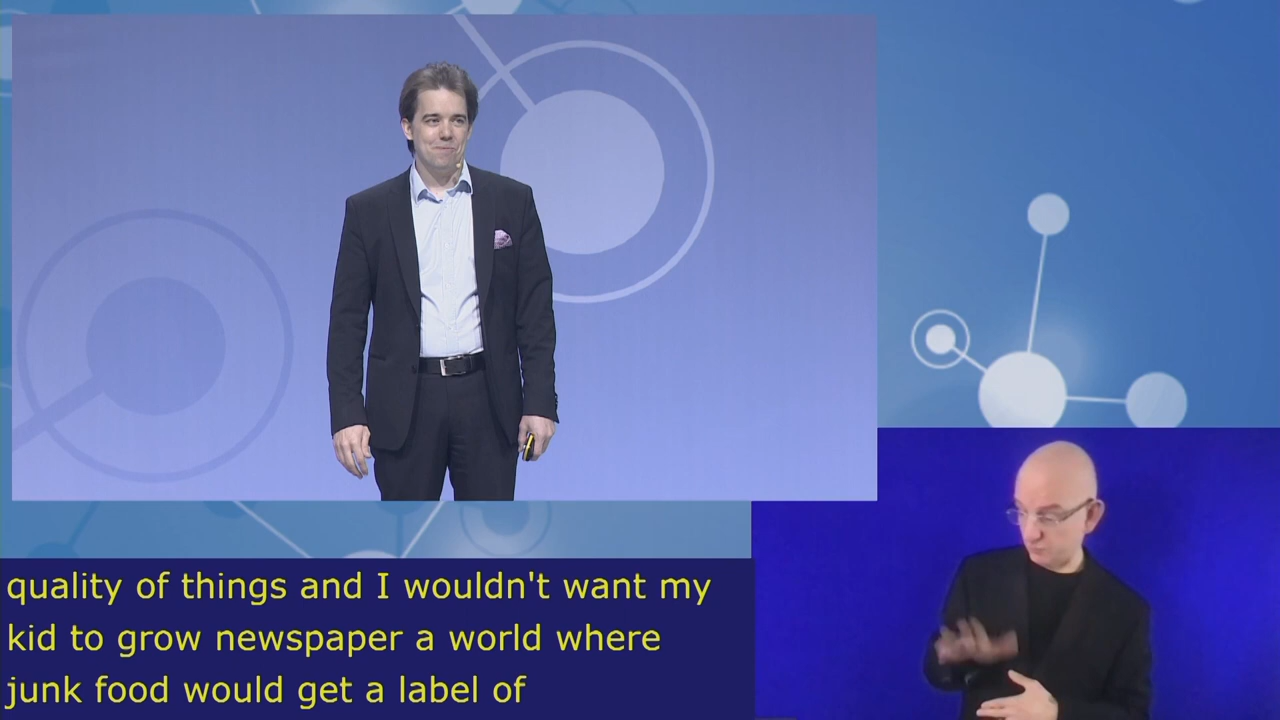 quality of things and I wouldn't want my
kid to grow newspaper a world where
junk food would get a label of